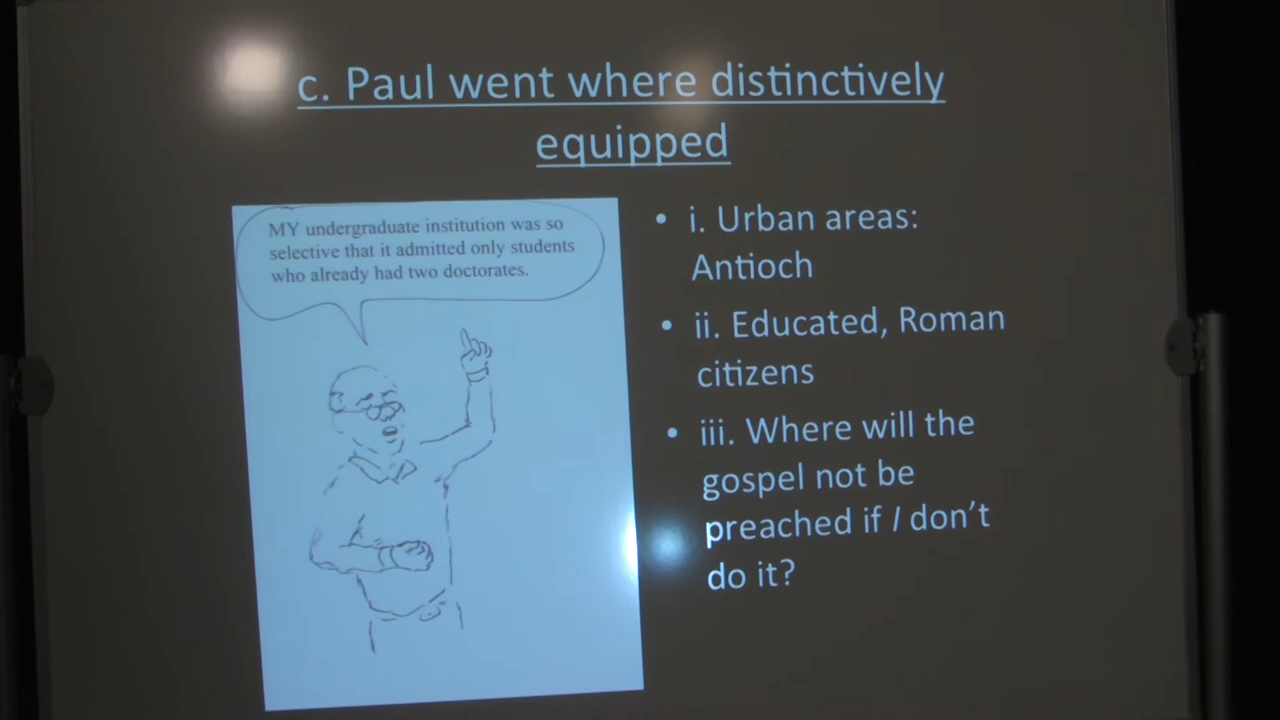 c. Paul went where distinctively
equipped
MY undergraduate institution was so
selective that it admitted only students
who already had two doctorates.
• i. Urban areas:
Antioch
• ii. Educated, Roman
citizens
• iii. Where will the
gospel not be
preached if I don't
do it?